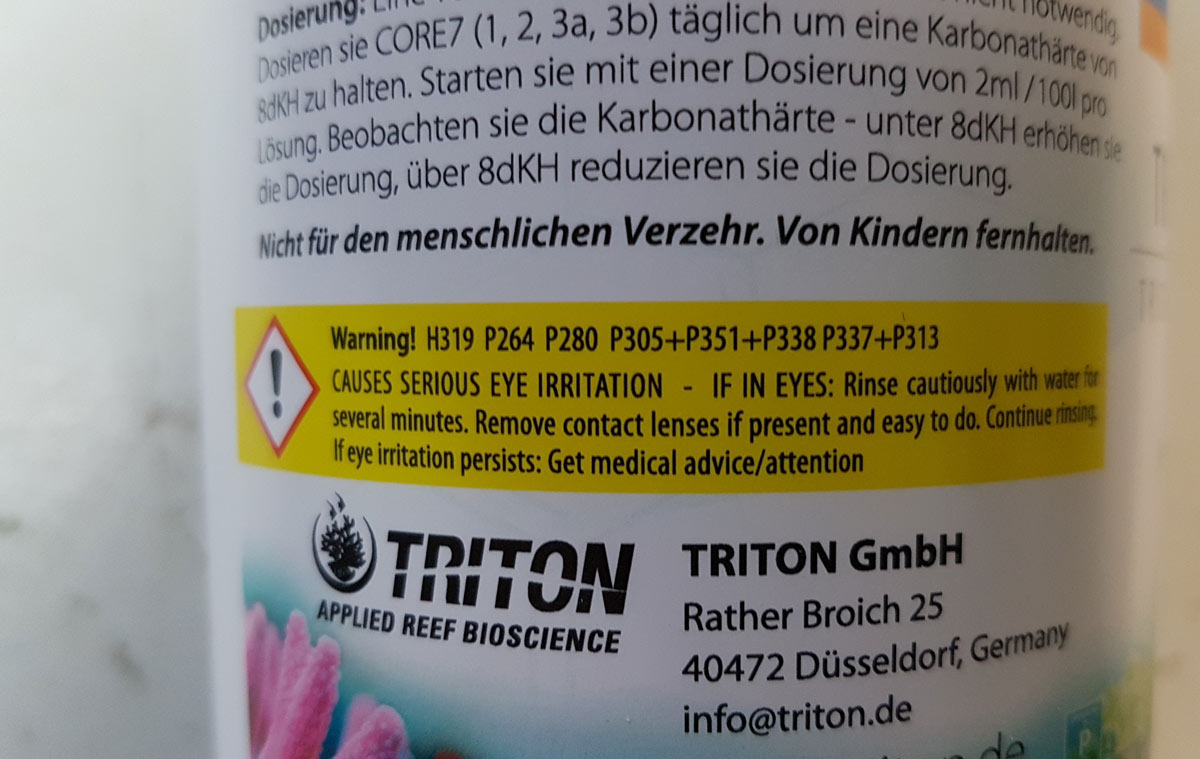 Dosierung:
notwendig.
Dosieren sie CORE7 (1, 2, 3a, 3b) täglich um eine Karbonathärte von
8dKH zu halten. Starten sie mit einer Dosierung von 2ml/100l pro
Lösung. Beobachten sie die Karbonathärte - unter 8dKH erhöhen sie
die Dosierung, über 8dKH reduzieren sie die Dosierung.
Nicht für den menschlichen Verzehr. Von Kindern fernhalten.
Warning! H319 P264 P280 P305+P351+P338 P337+P313
CAUSES SERIOUS EYE IRRITATION - IF IN EYES: Rinse cautiously with water for
several minutes. Remove contact lenses if present and easy to do. Continue rinsing.
If eye irritation persists: Get medical advice/attention
TRITON
APPLIED REEF BIOSCIENCE
TRITON GmbH
Rather Broich 25
40472 Düsseldorf, Germany
info@triton.de